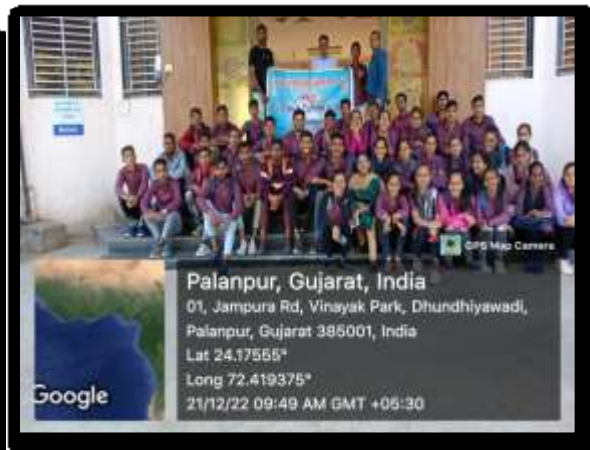 GPS Map Camera
Palanpur, Gujarat, India
01, Jampura Rd, Vinayak Park, Dhundhiyawadi,
Palanpur, Gujarat 385001, India
Lat 24.17555°
Long 72.419375°
21/12/22 09:49 AM GMT +05:30
Google